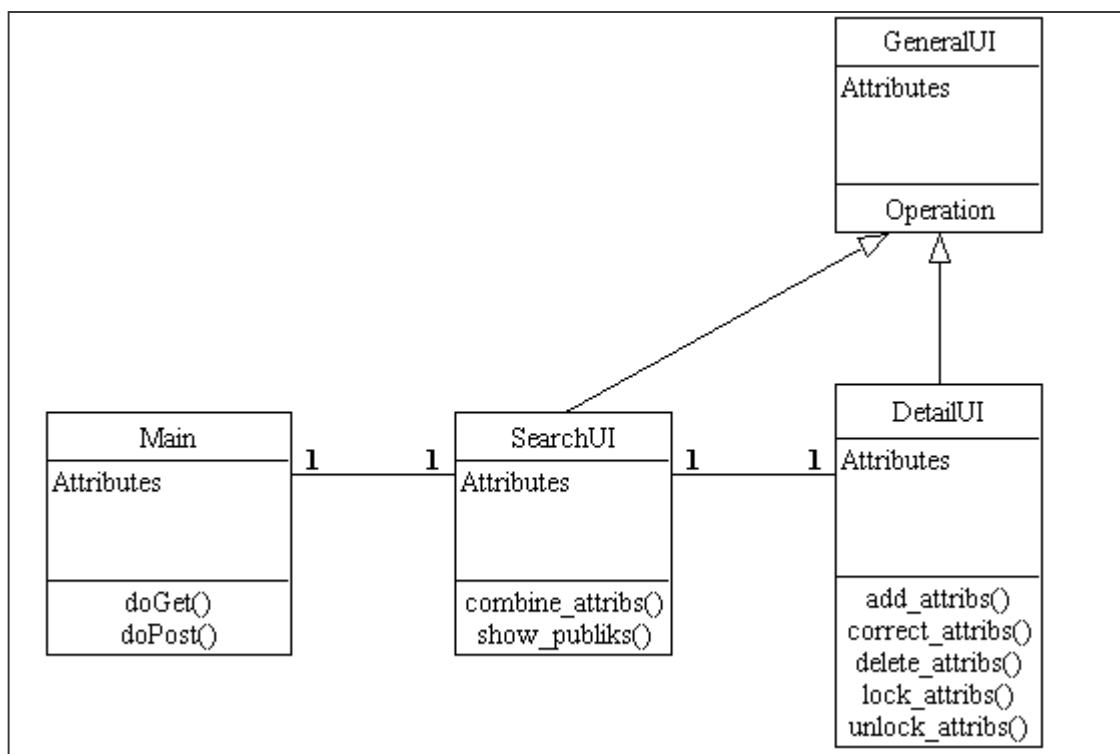 GeneralUI
Attributes
Operation
Main
Attributes
doGet()
doPost()
1
1
SearchUI
Attributes
combine_attribs()
show_publiks()
1
1
DetailUI
Attributes
add_attribs()
correct_attribs()
delete_attribs()
lock_attribs()
unlock_attribs()